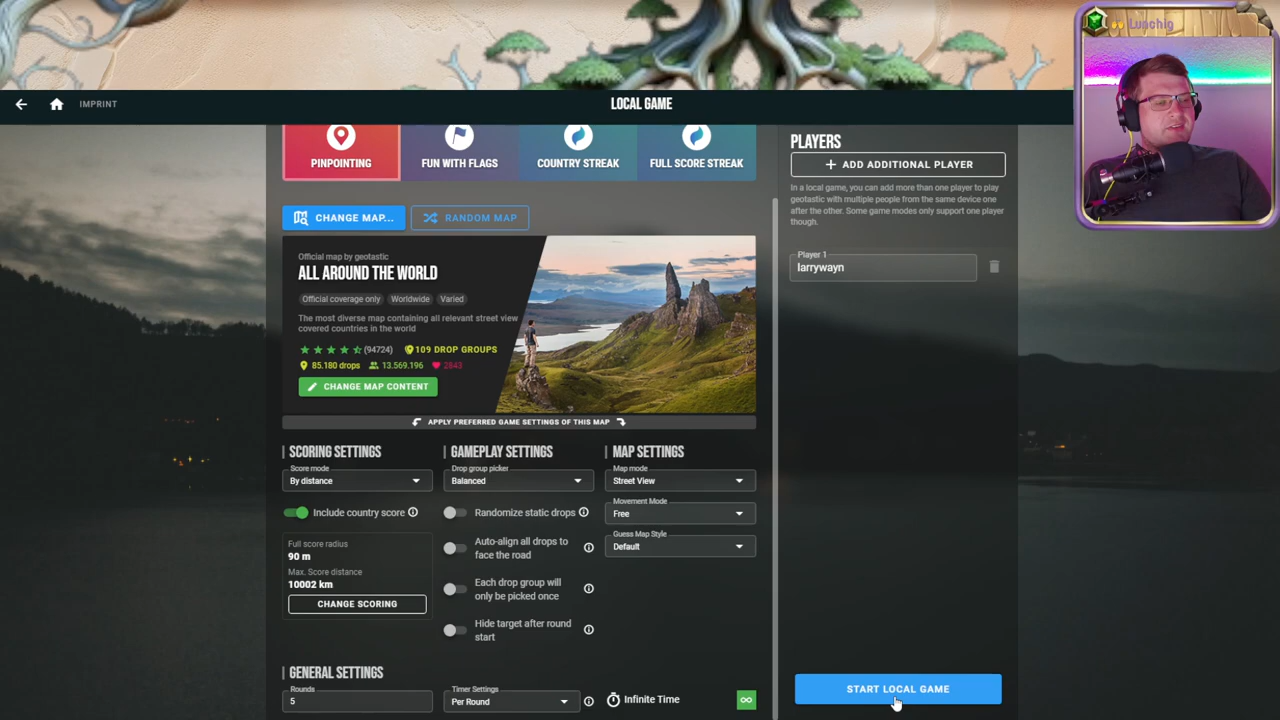 Lunchig
IMPRINT
LOCAL GAME
PINPOINTING
FUN WITH FLAGS
COUNTRY STREAK
FULL SCORE STREAK
CHANGE MAP...
RANDOM MAP
Official map by geotastic
ALL AROUND THE WORLD
Official coverage only
Worldwide
Varied
The most diverse map containing all relevant street view
covered countries in the world
(94724)
109 DROP GROUPS
85.180 drops
13.569.196
2843
CHANGE MAP CONTENT
APPLY PREFERRED GAME SETTINGS OF THIS MAP
SCORING SETTINGS
Score mode
By distance
Include country score
Full score radius
90 m
Max. Score distance
10002 km
CHANGE SCORING
GAMEPLAY SETTINGS
Drop group picker
Balanced
Randomize static drops
Auto-align all drops to
face the road
Each drop group will
only be picked once
Hide target after round
start
MAP SETTINGS
Map mode
Street View
Movement Mode
Free
Guess Map Style
Default
GENERAL SETTINGS
Rounds
5
Timer Settings
Per Round
Infinite Time
PLAYERS
+ ADD ADDITIONAL PLAYER
In a local game, you can add more than one player to play
geotastic with multiple people from the same device one
after the other. Some game modes only support one player
though.
Player 1
larrywayn
START LOCAL GAME